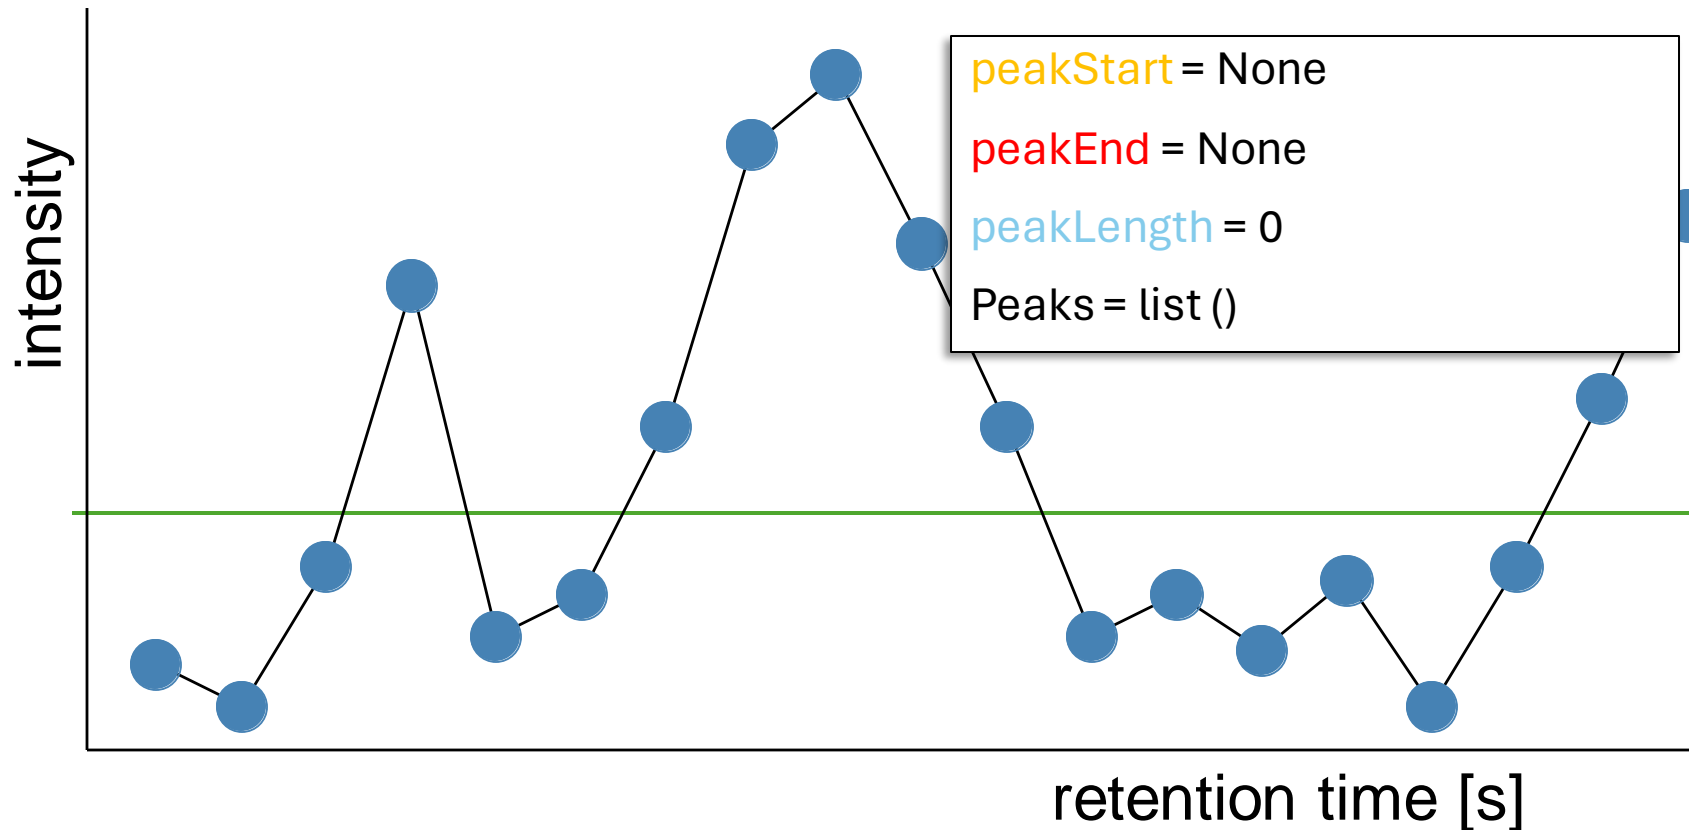 intensity
peakStart = None
peakEnd = None
peakLength = 0
Peaks = list ()
retention time [s]